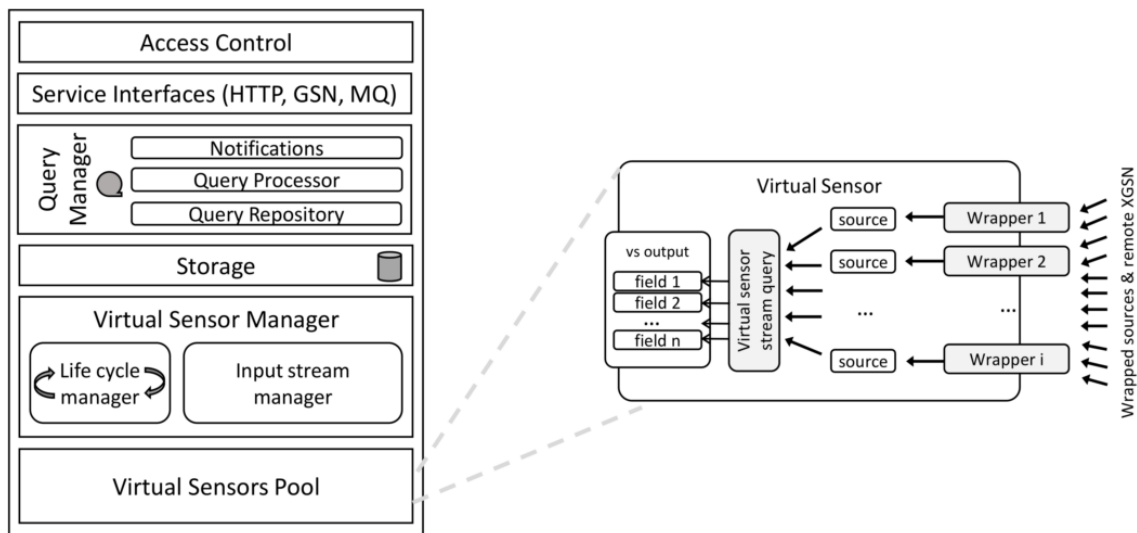 Access Control
Service Interfaces (HTTP, GSN, MQ)
Query
Manager
Notifications
Query Processor
Query Repository
Storage
Virtual Sensor Manager
Life cycle
manager
Input stream
manager
Virtual Sensors Pool
Virtual Sensor
vs output
field 1
field 2
...
field n
Virtual sensor
stream query
source
source
...
source
Wrapper 1
Wrapper 2
...
Wrapper i
Wrapped sources & remote XGSN